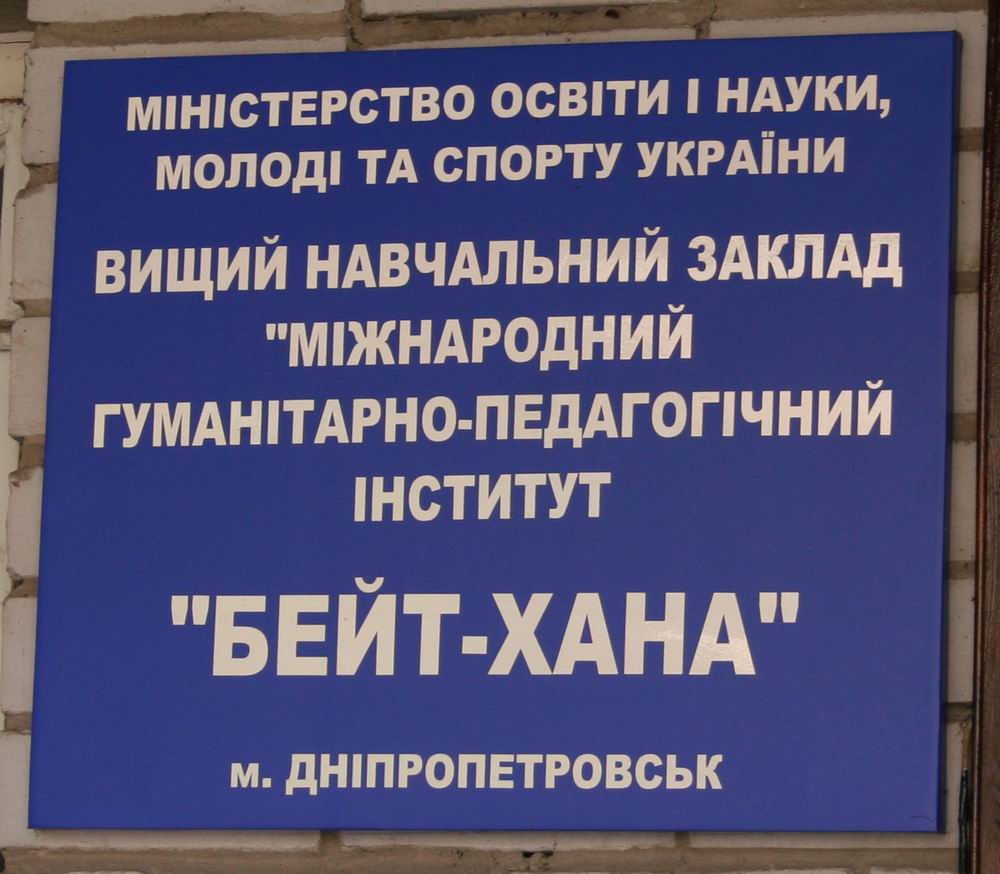 МІНІСТЕРСТВО ОСВІТИ І НАУКИ,
МОЛОДІ ТА СПОРТУ УКРАЇНИ
ВИЩИЙ НАВЧАЛЬНИЙ ЗАКЛАД
"МІЖНАРОДНИЙ
ГУМАНІТАРНО-ПЕДАГОГІЧНИЙ
ІНСТИТУТ
"БЕЙТ-ХАНА"
м. ДНІПРОПЕТРОВСЬК